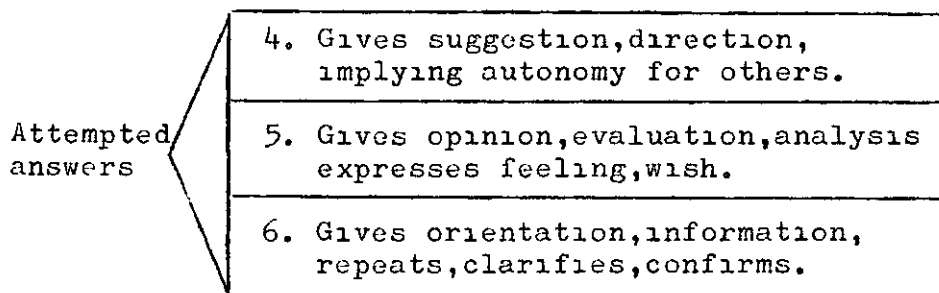 4. Gives suggestion,direction,
implying autonomy for others.
Attempted
answers
5. Gives opinion,evaluation,analysis
expresses feeling,wish.
6. Gives orientation,information,
repeats,clarifies,confirms.